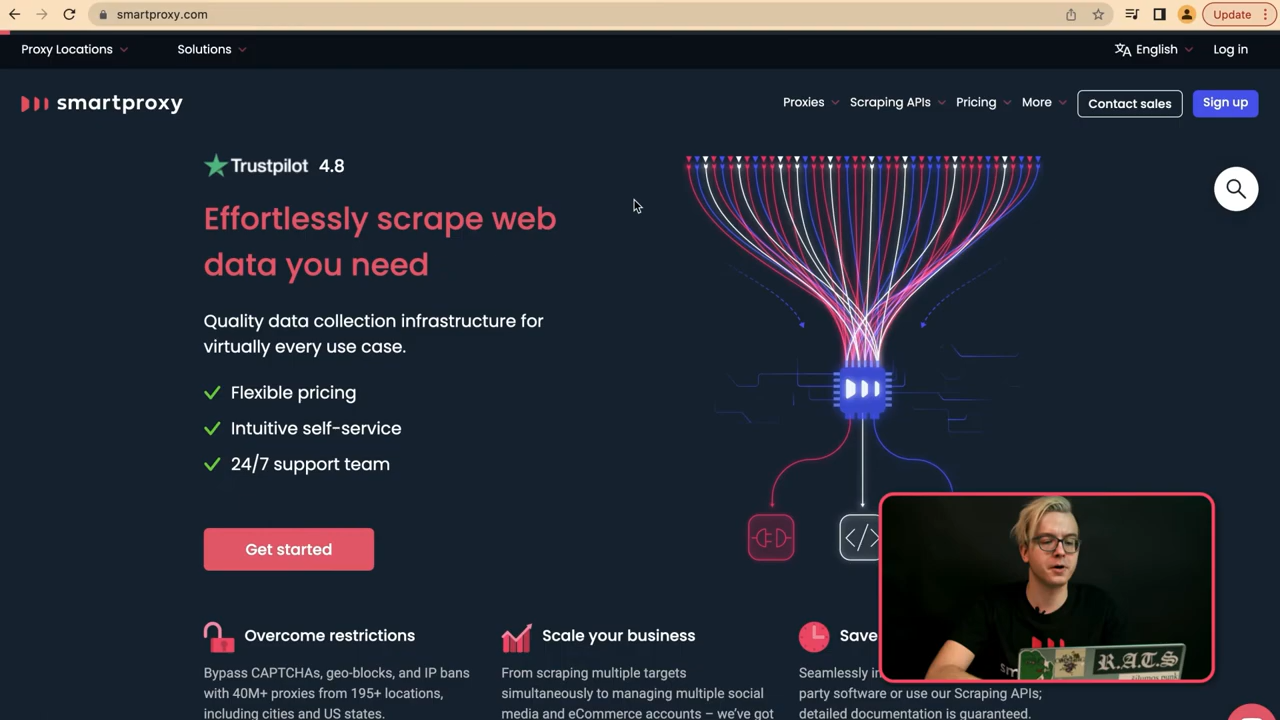 smartproxy.com
Update
Proxy Locations
Solutions
English
Log in
smartproxy
Proxies
Scraping APIs
Pricing
More
Contact sales
Sign up
Trustpilot 4.8
Effortlessly scrape web
data you need
Quality data collection infrastructure for
virtually every use case.
Flexible pricing
Intuitive self-service
24/7 support team
Get started
</>
Overcome restrictions
Bypass CAPTCHAs, geo-blocks, and IP bans
with 40M+ proxies from 195+ locations,
including cities and US states.
Scale your business
From scraping multiple targets
simultaneously to managing multiple social
media and eCommerce accounts – we've got
Save
Seamlessly in
party software or use our Scraping APIs;
detailed documentation is guaranteed.
R.A.T.S